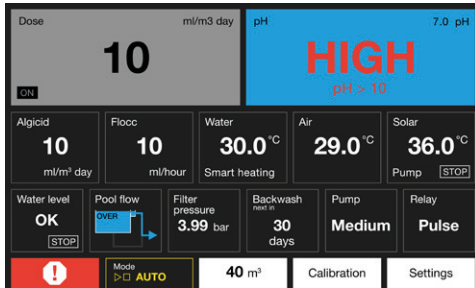 Dose ml/m3 day
10
ON
pH 7.0 pH
HIGH
pH > 10
Algicid
10
ml/m³ day
Flocc
10
ml/hour
Water
30.0 °C
Smart heating
Air
29.0 °C
Solar
36.0 °C
Pump STOP
Water level
OK
STOP
Pool flow
OVER
Filter
pressure
3.99 bar
Backwash
next in
30
days
Pump
Medium
Relay
Pulse
!
Mode
AUTO
40 m³
Calibration
Settings